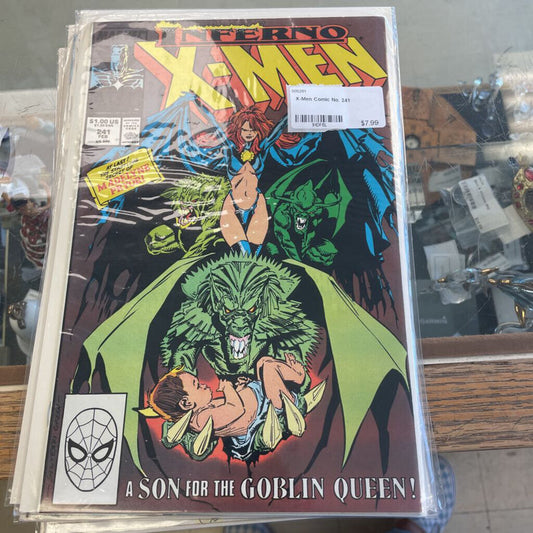 INFERNO
X-MEN
$1.00 US
241
FEB
X-Men Comic No. 241
$7.99
AT LAST!
THE STORY OF
MADELYNE
PRYOR!
A SON FOR THE GOBLIN QUEEN!